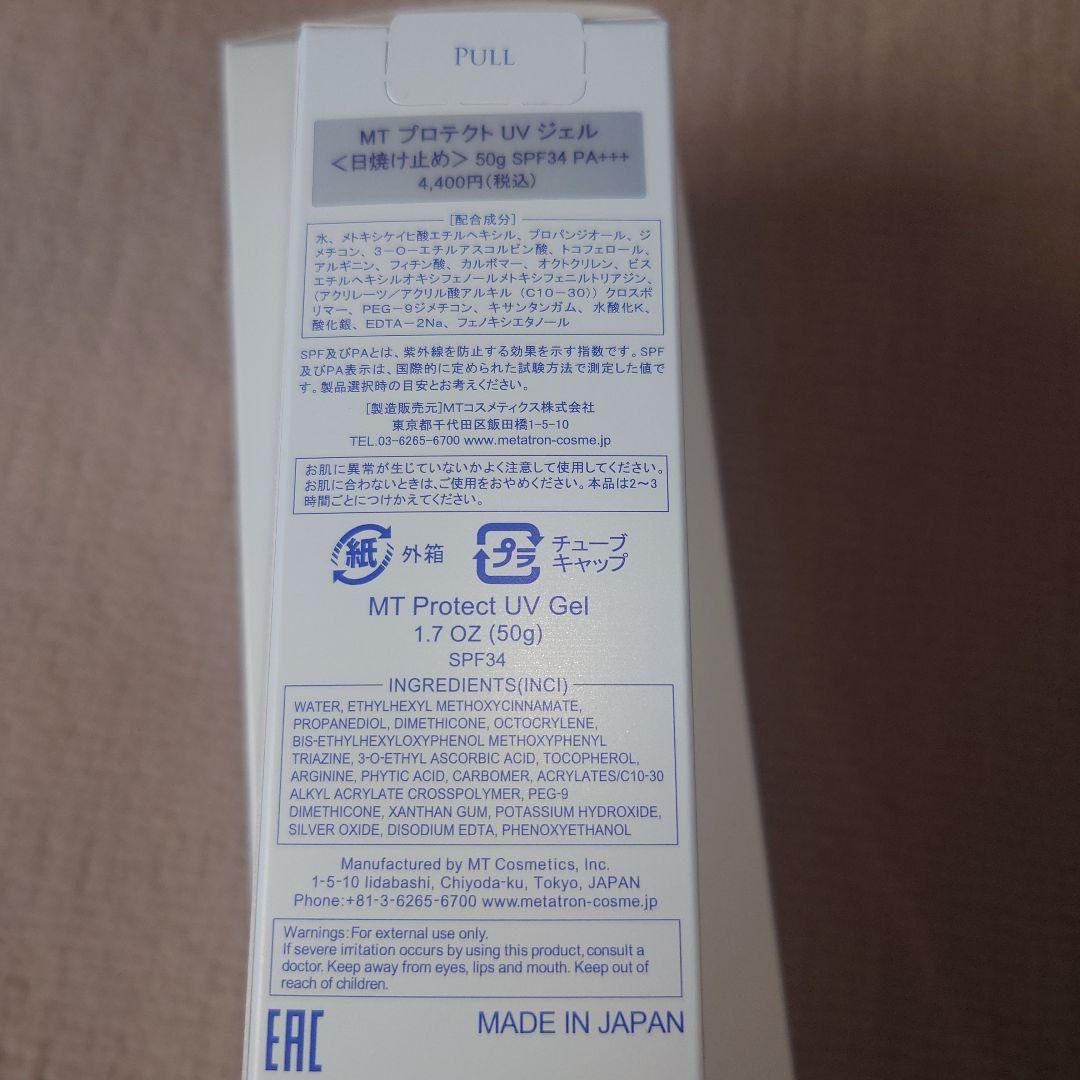 PULL
MT プロテクト UV ジェル
＜日焼け止め＞ 50g SPF34 PA+++
4,400円(税込)
[配合成分]
水、メトキシケイヒ酸エチルヘキシル、プロパンジオール、ジ
メチコン、3－O－エチルアスコルビン酸、トコフェロール、
アルギニン、フィチン酸、カルボマー、オクトクリレン、ビス
エチルヘキシルオキシフェノールメトキシフェニルトリアジン、
(アクリレーツ／アクリル酸アルキル（C10－30））クロスポ
リマー、PEG－9ジメチコン、キサンタンガム、水酸化K、
酸化銀、EDTA－2Na、フェノキシエタノール
SPF及びPAとは、紫外線を防止する効果を示す指数です。SPF
及びPA表示は、国際的に定められた試験方法で測定した値で
す。製品選択時の目安とお考えください。
[製造販売元]MTコスメティクス株式会社
東京都千代田区飯田橋1-5-10
TEL.03-6265-6700 www.metatron-cosme.jp
お肌に異常が生じていないかよく注意して使用してください。
お肌に合わないときは、ご使用をおやめください。本品は2～3
時間ごとにつけかえてください。
紙 外箱 プラ チューブ
キャップ
MT Protect UV Gel
1.7 OZ (50g)
SPF34
INGREDIENTS(INCI)
WATER, ETHYLHEXYL METHOXYCINNAMATE,
PROPANEDIOL, DIMETHICONE, OCTOCRYLENE,
BIS-ETHYLHEXYLOXYPHENOL METHOXYPHENYL
TRIAZINE, 3-O-ETHYL ASCORBIC ACID, TOCOPHEROL,
ARGININE, PHYTIC ACID, CARBOMER, ACRYLATES/C10-30
ALKYL ACRYLATE CROSSPOLYMER, PEG-9
DIMETHICONE, XANTHAN GUM, POTASSIUM HYDROXIDE,
SILVER OXIDE, DISODIUM EDTA, PHENOXYETHANOL
Manufactured by MT Cosmetics, Inc.
1-5-10 Iidabashi, Chiyoda-ku, Tokyo, JAPAN
Phone:+81-3-6265-6700 www.metatron-cosme.jp
Warnings: For external use only.
If severe irritation occurs by using this product, consult a
doctor. Keep away from eyes, lips and mouth. Keep out of
reach of children.
EAC MADE IN JAPAN